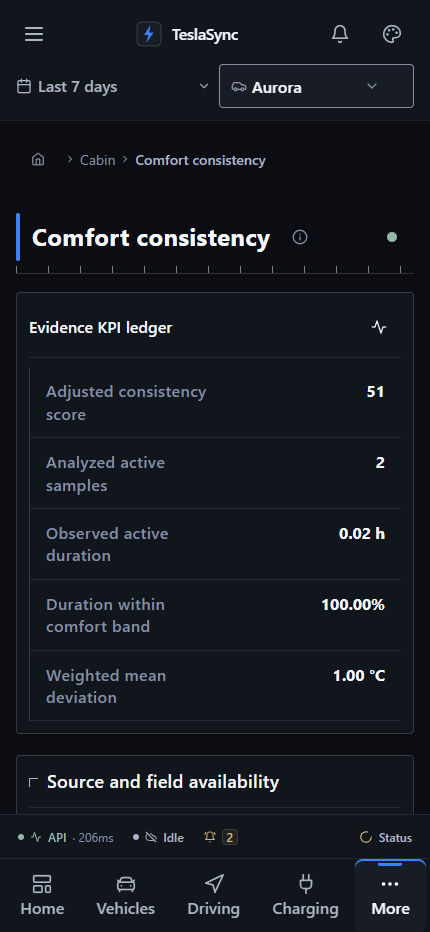 TeslaSync
Last 7 days
Aurora
Cabin
Comfort consistency
Comfort consistency
Evidence KPI ledger
Adjusted consistency
score
51
Analyzed active
samples
2
Observed active
duration
0.02 h
Duration within
comfort band
100.00%
Weighted mean
deviation
1.00 °C
Source and field availability
API · 206ms
Idle
2
Status
Home
Vehicles
Driving
Charging
More